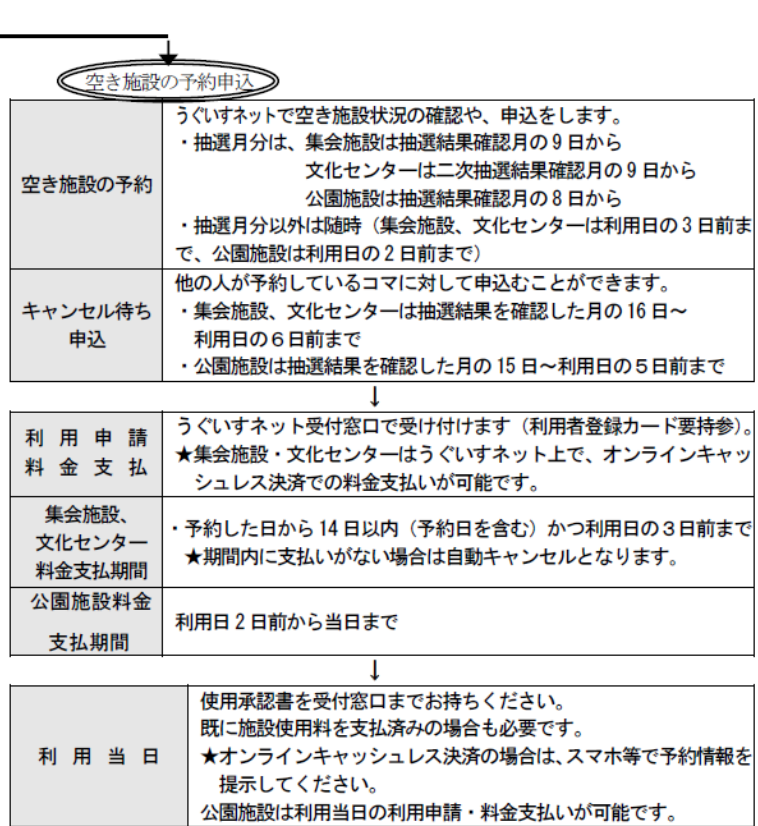 空き施設の予約申込
空き施設の予約
うぐいすネットで空き施設状況の確認や、申込をします。
・抽選月分は、集会施設は抽選結果確認月の9日から
文化センターは二次抽選結果確認月の9日から
公園施設は抽選結果確認月の8日から
・抽選月分以外は随時（集会施設、文化センターは利用日の3日前ま
で、公園施設は利用日の2日前まで）
キャンセル待ち
申込
他の人が予約しているコマに対して申込むことができます。
・集会施設、文化センターは抽選結果を確認した月の16日～
利用日の６日前まで
・公園施設は抽選結果を確認した月の15日～利用日の５日前まで
↓
利用申請
料金支払
うぐいすネット受付窓口で受け付けます（利用者登録カード要持参）。
★集会施設・文化センターはうぐいすネット上で、オンラインキャッ
シュレス決済での料金支払いが可能です。
集会施設、
文化センター
料金支払期間
・予約した日から14日以内（予約日を含む）かつ利用日の３日前まで
★期間内に支払いがない場合は自動キャンセルとなります。
公園施設料金
支払期間
利用日2日前から当日まで
↓
利用当日
使用承認書を受付窓口までお持ちください。
既に施設使用料を支払済みの場合も必要です。
★オンラインキャッシュレス決済の場合は、スマホ等で予約情報を
提示してください。
公園施設は利用当日の利用申請・料金支払いが可能です。